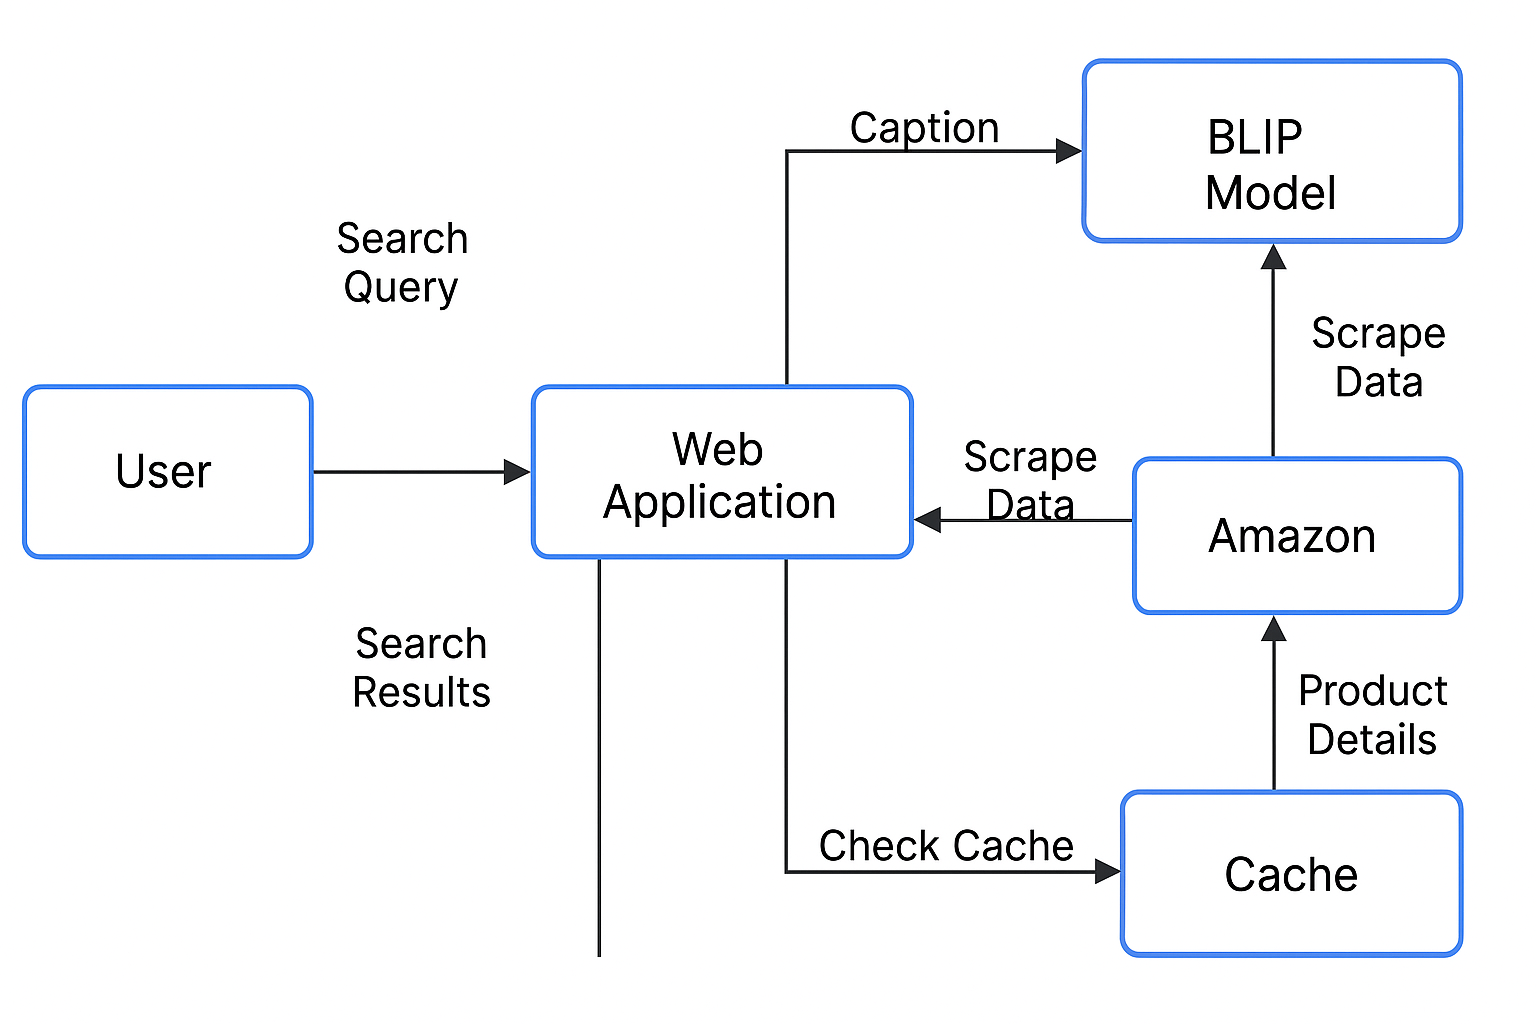 Caption
BLIP
Model
Search
Query
Scrape
Data
User
Web
Application
Scrape
Data
Amazon
Search
Results
Product
Details
Check Cache
Cache